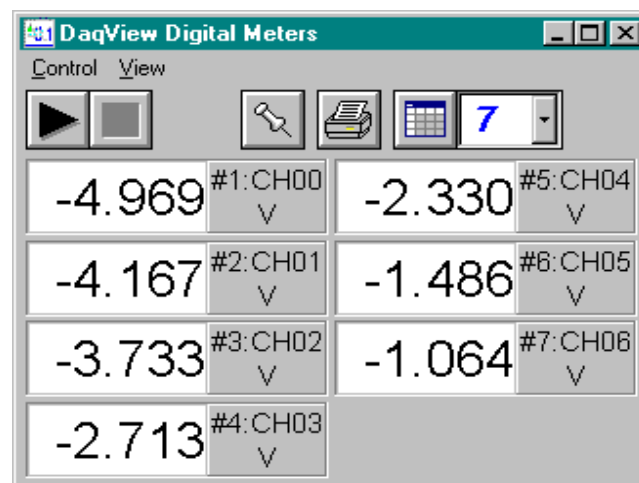 DaqView Digital Meters
Control View
7
-4.969 #1:CH00
V
-4.167 #2:CH01
V
-3.733 #3:CH02
V
-2.713 #4:CH03
V
-2.330 #5:CH04
V
-1.486 #6:CH05
V
-1.064 #7:CH06
V